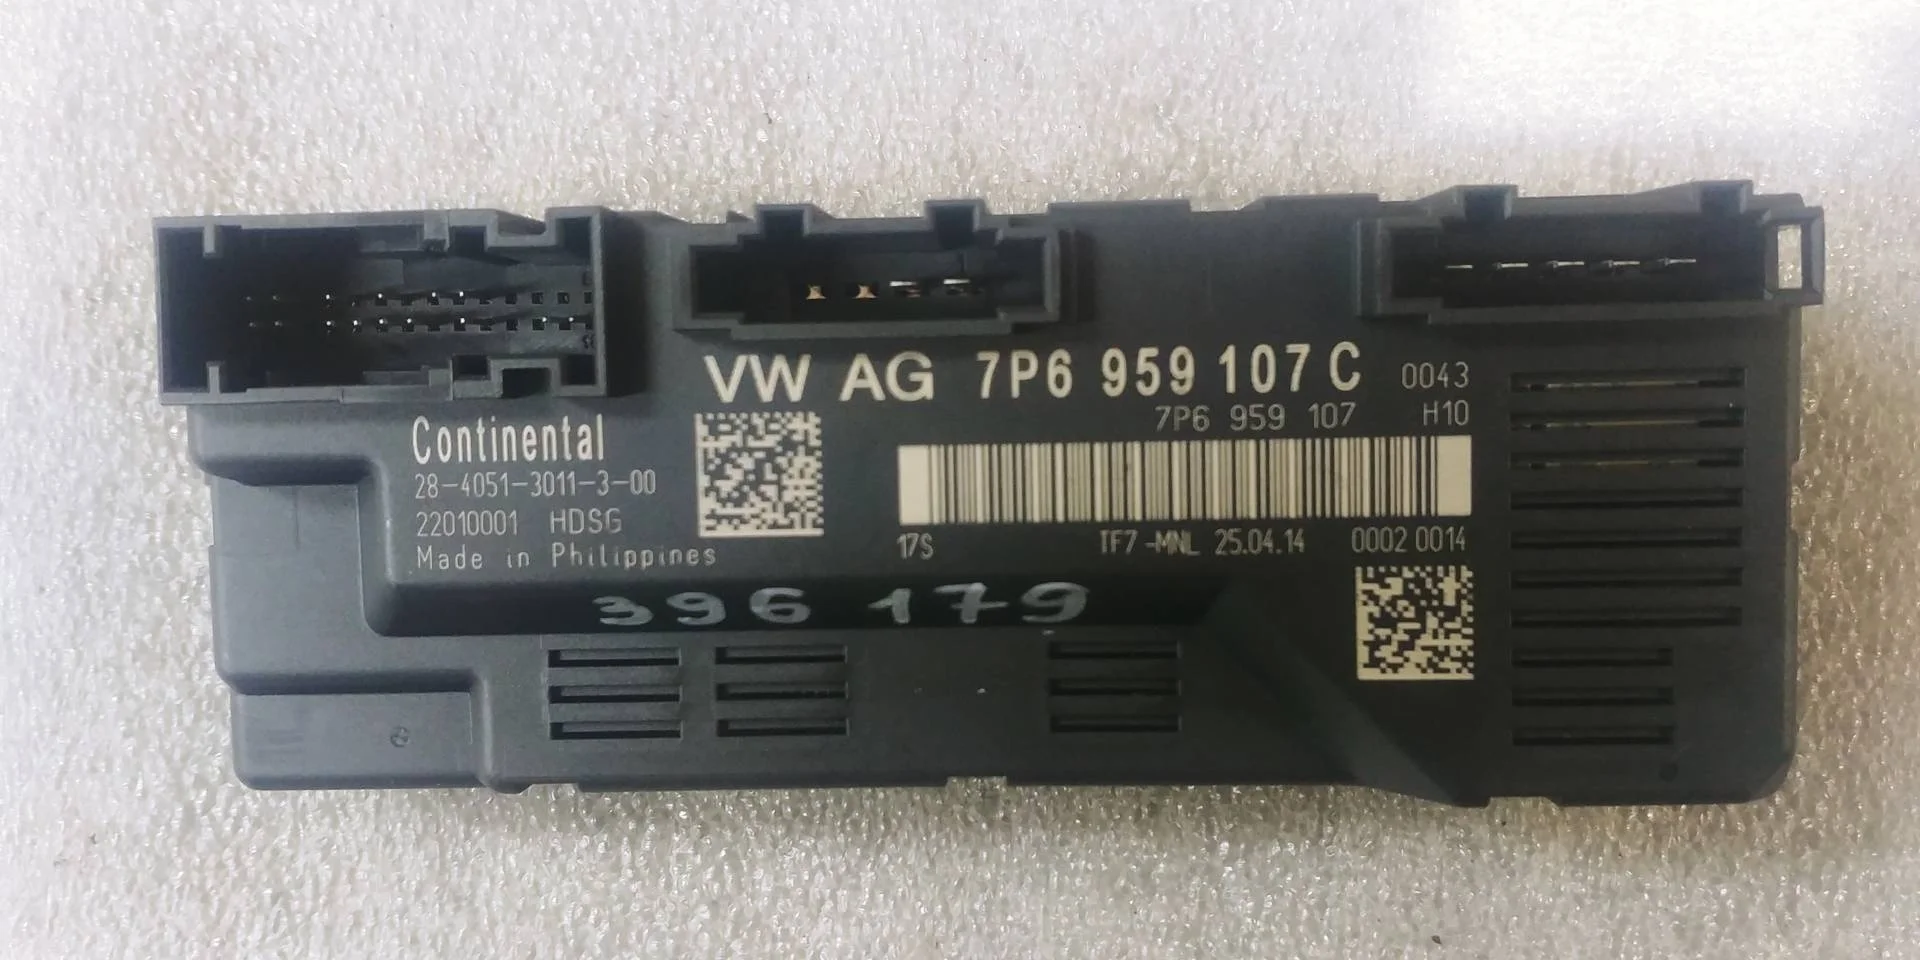 VW AG 7P6 959 107 C 0043
7P6 959 107 H10
Continental
28-4051-3011-3-00
22010001 HDSG
Made in Philippines
17S TF7-MNL 25.04.14 0002 0014
396 179